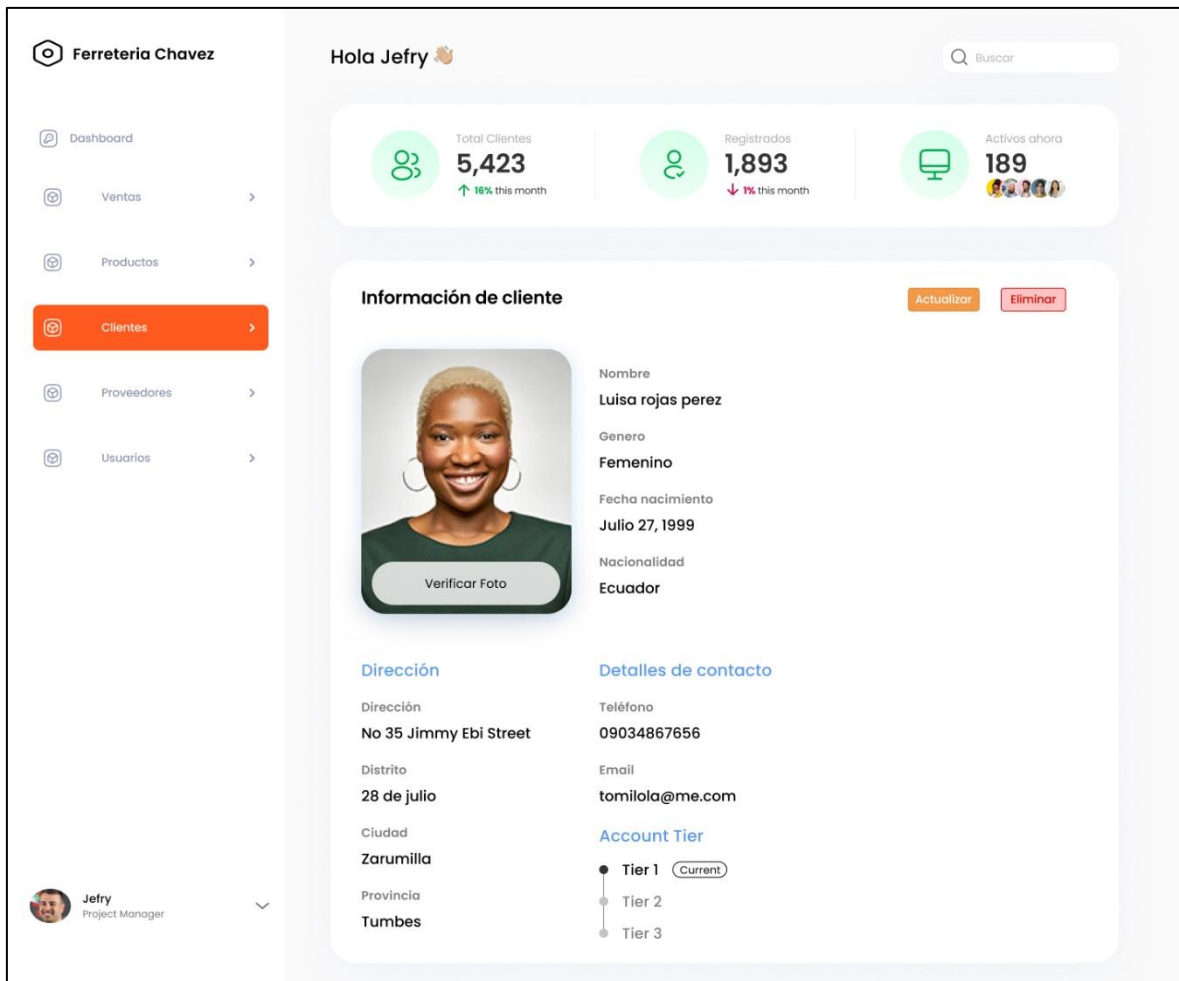 Ferreteria Chavez
Dashboard
Ventas
Productos
Clientes
Proveedores
Usuarios
Jefry
Project Manager
Hola Jefry 👋🏼
Buscar
Total Clientes
5,423
16% this month
Registrados
1,893
1% this month
Activos ahora
189
Información de cliente
Actualizar
Eliminar
Verificar Foto
Nombre
Luisa rojas perez
Genero
Femenino
Fecha nacimiento
Julio 27, 1999
Nacionalidad
Ecuador
Dirección
Dirección
No 35 Jimmy Ebi Street
Distrito
28 de julio
Ciudad
Zarumilla
Provincia
Tumbes
Detalles de contacto
Teléfono
09034867656
Email
tomilola@me.com
Account Tier
Tier 1 Current
Tier 2
Tier 3